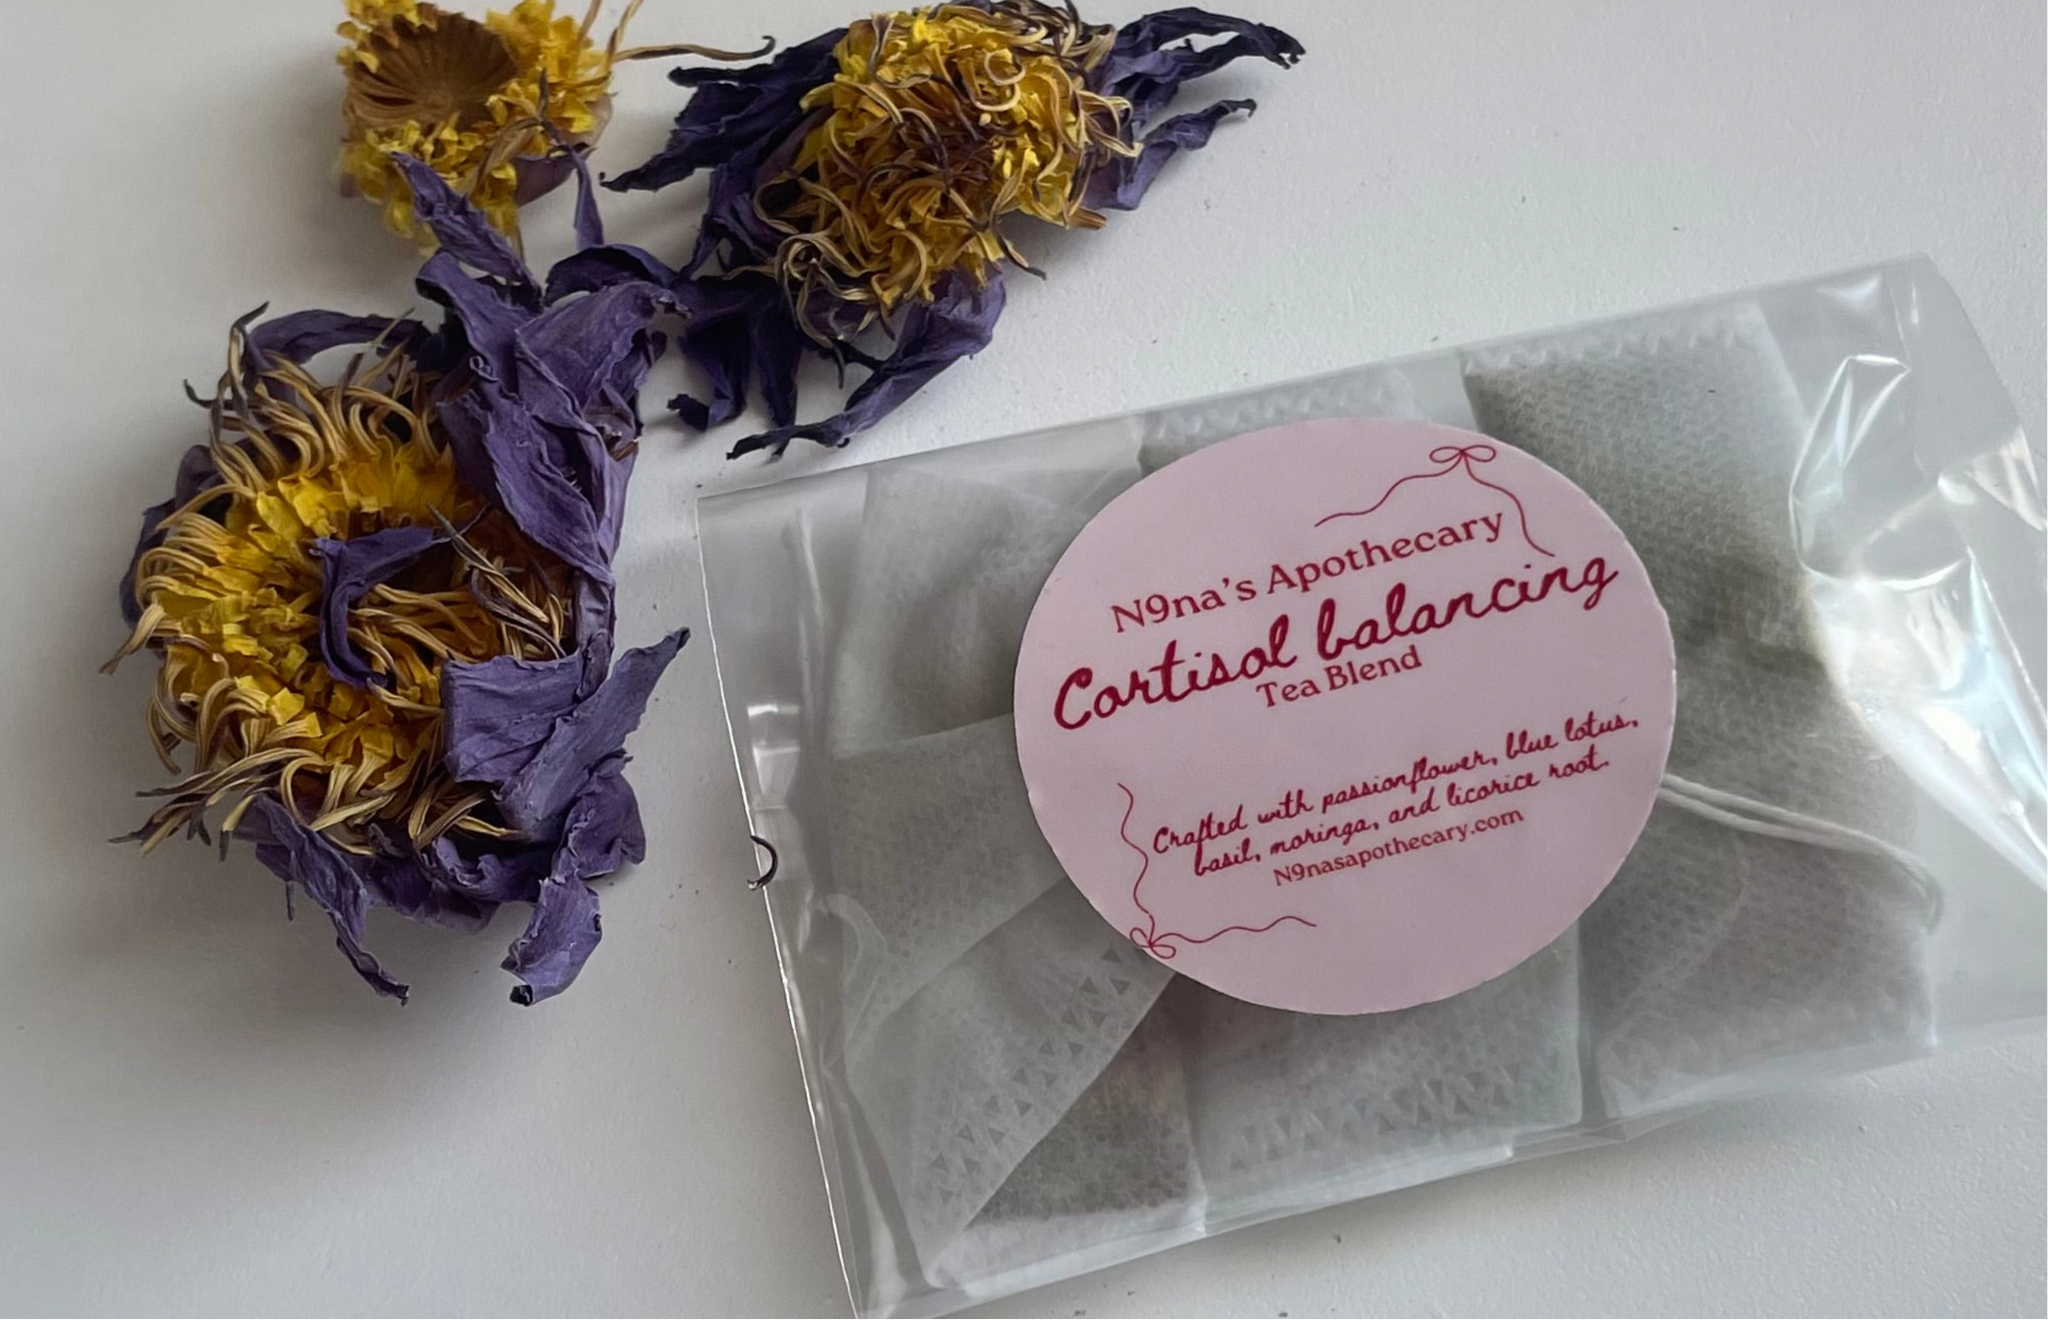 N9na's Apothecary
Cortisol balancing
Tea Blend
Crafted with passionflower, blue lotus,
basil, moringa, and licorice root.
N9nasapothecary.com